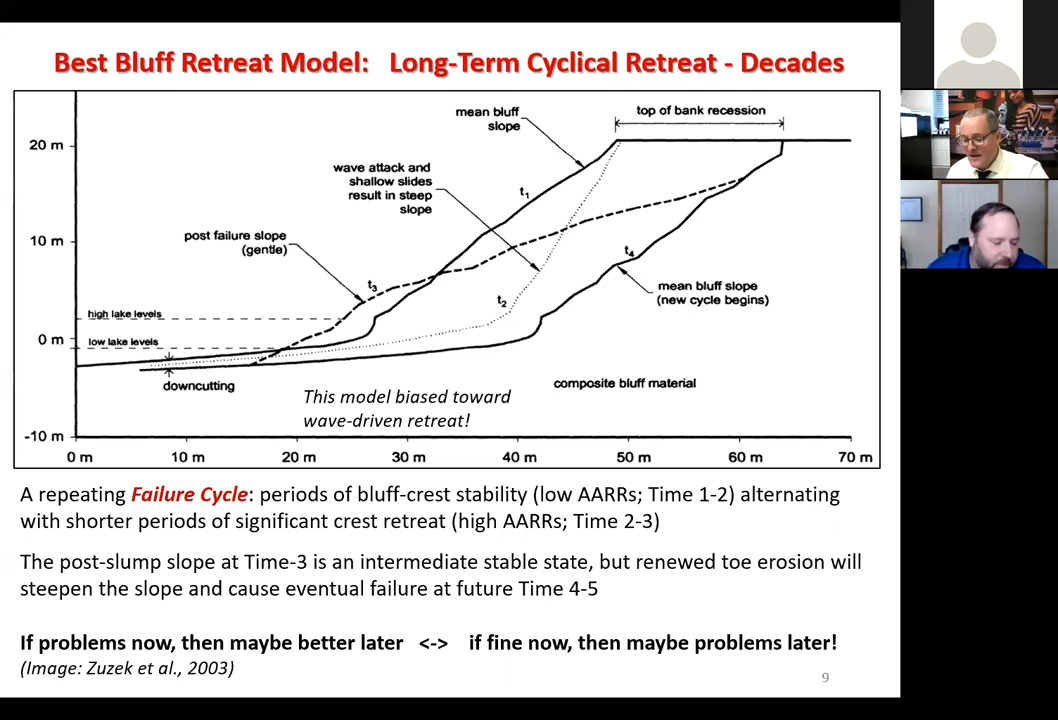 Best Bluff Retreat Model: Long-Term Cyclical Retreat - Decades
mean bluff
slope
top of bank recession
20 m
wave attack and
shallow slides
result in steep
slope
t1
post failure slope
(gentle)
10 m
t4
t3
mean bluff slope
(new cycle begins)
t2
high lake levels
0 m
low lake levels
downcutting
composite bluff material
This model biased toward
wave-driven retreat!
-10 m
0 m 10 m 20 m 30 m 40 m 50 m 60 m 70 m
A repeating Failure Cycle: periods of bluff-crest stability (low AARRs; Time 1-2) alternating
with shorter periods of significant crest retreat (high AARRs; Time 2-3)
The post-slump slope at Time-3 is an intermediate stable state, but renewed toe erosion will
steepen the slope and cause eventual failure at future Time 4-5
If problems now, then maybe better later <-> if fine now, then maybe problems later!
(Image: Zuzek et al., 2003)
9